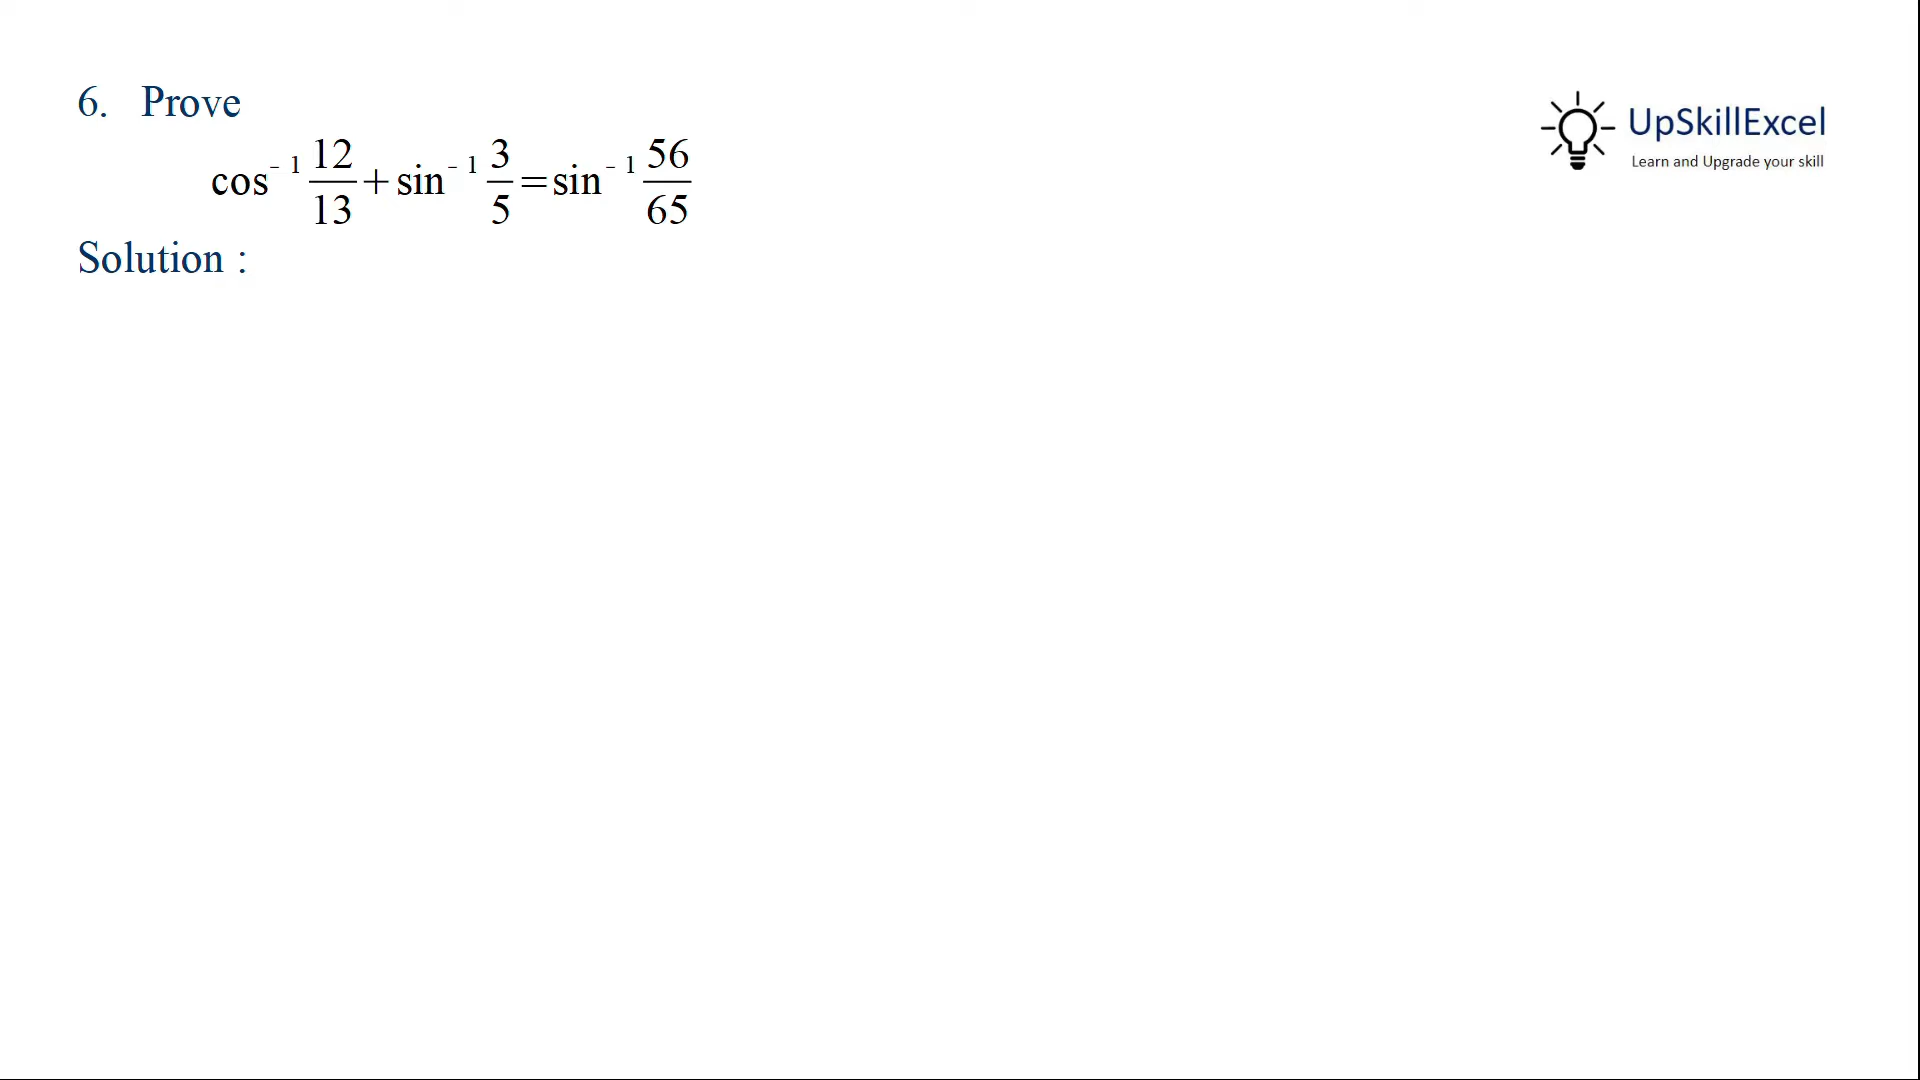 6. Prove
cos⁻¹ 12/13 + sin⁻¹ 3/5 = sin⁻¹ 56/65
Solution :
UpSkillExcel
Learn and Upgrade your skill